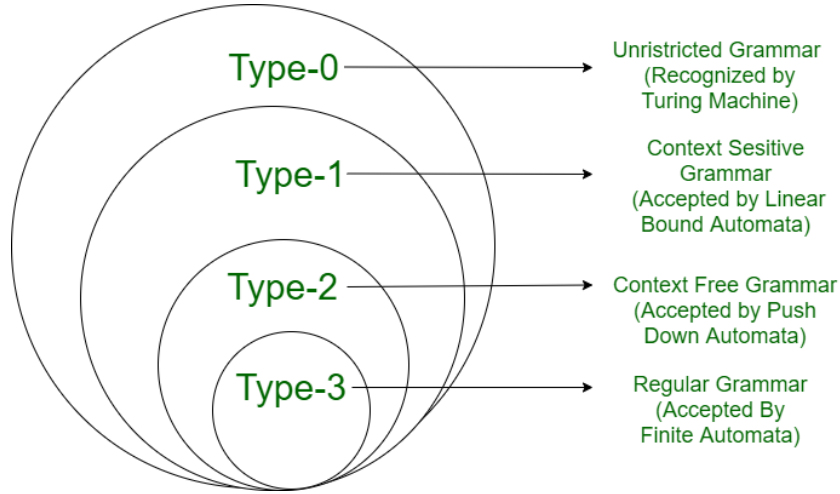 Type-0
Unristricted Grammar
(Recognized by
Turing Machine)
Type-1
Context Sesitive
Grammar
(Accepted by Linear
Bound Automata)
Type-2
Context Free Grammar
(Accepted by Push
Down Automata)
Type-3
Regular Grammar
(Accepted By
Finite Automata)